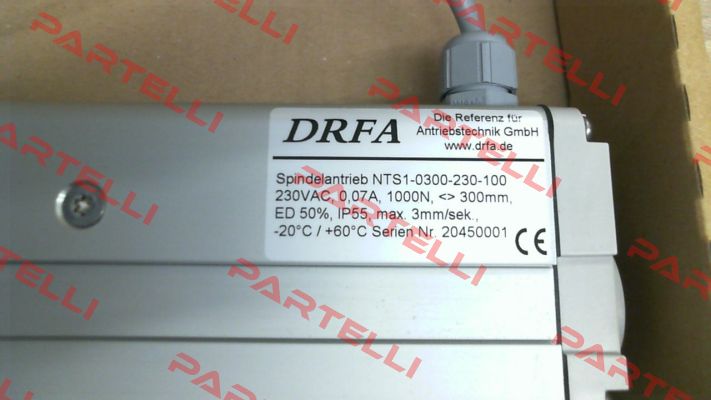 DRFA
Die Referenz für
Antriebstechnik GmbH
www.drfa.de
Spindelantrieb NTS1-0300-230-100
230VAC, 0,07A, 1000N, <> 300mm,
ED 50%, IP55, max. 3mm/sek.,
-20°C / +60°C Serien Nr. 20450001
CE
PARTELLI
PARTELLI
PARTELLI
PARTELLI
PARTELLI
PARTELLI
PARTELLI